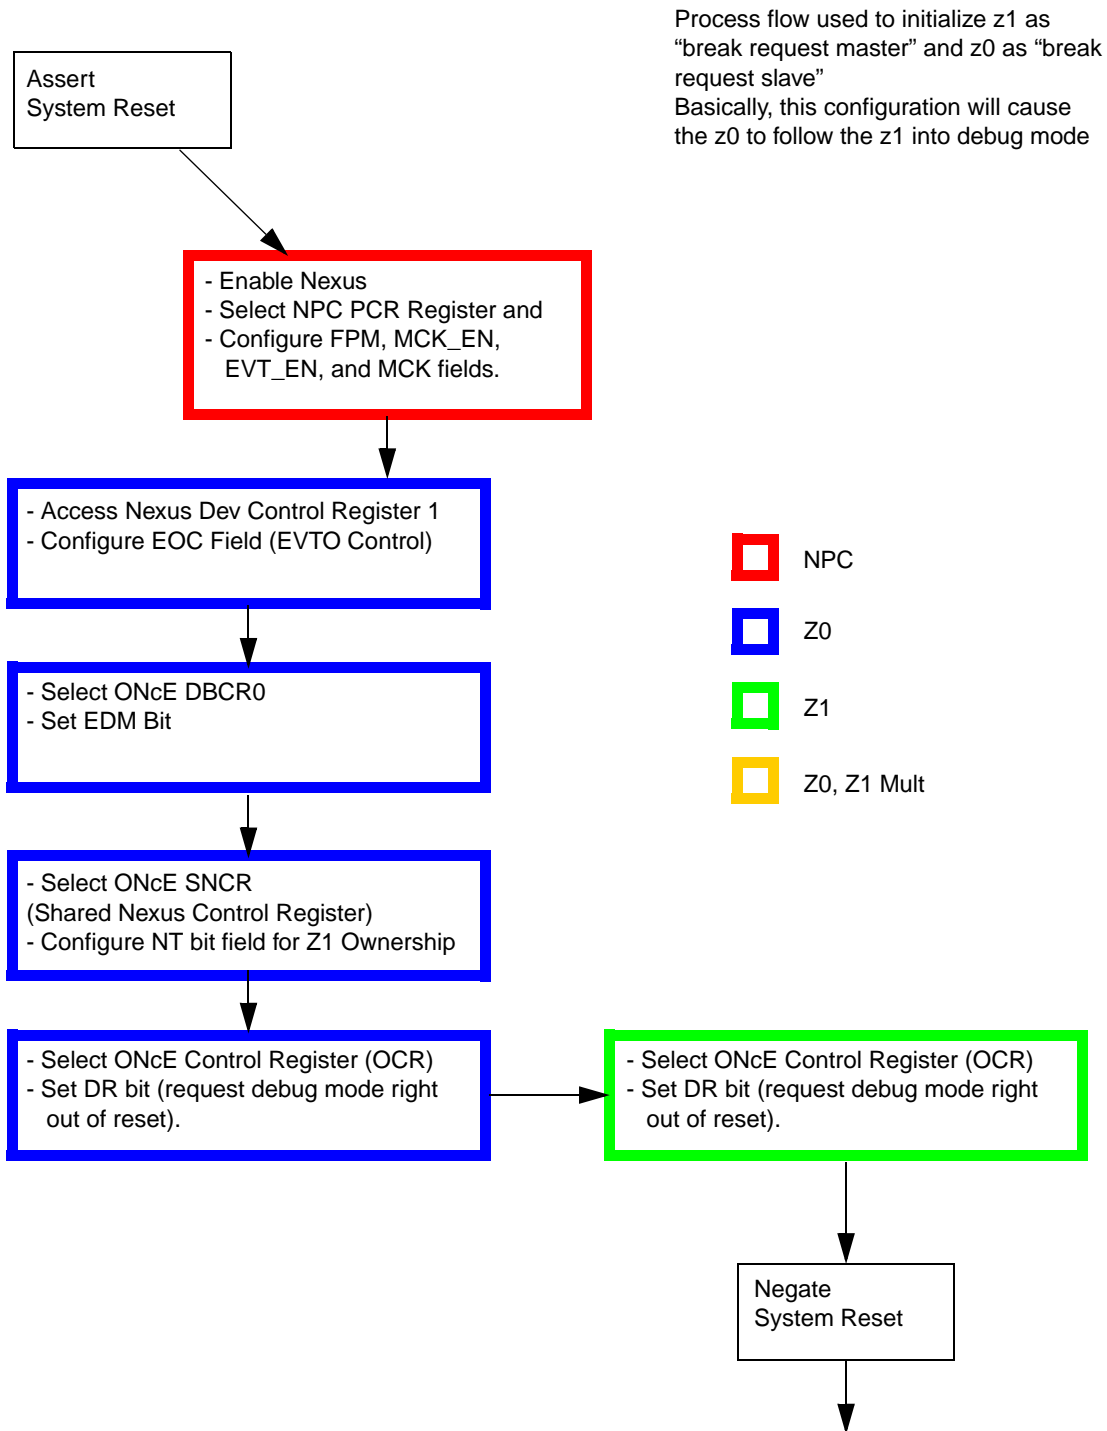 Process flow used to initialize z1 as
“break request master” and z0 as “break
request slave”
Basically, this configuration will cause
the z0 to follow the z1 into debug mode
Assert
System Reset
- Enable Nexus
- Select NPC PCR Register and
- Configure FPM, MCK_EN,
EVT_EN, and MCK fields.
- Access Nexus Dev Control Register 1
- Configure EOC Field (EVTO Control)
- Select ONcE DBCR0
- Set EDM Bit
- Select ONcE SNCR
(Shared Nexus Control Register)
- Configure NT bit field for Z1 Ownership
- Select ONcE Control Register (OCR)
- Set DR bit (request debug mode right
out of reset).
- Select ONcE Control Register (OCR)
- Set DR bit (request debug mode right
out of reset).
Negate
System Reset
NPC
Z0
Z1
Z0, Z1 Mult